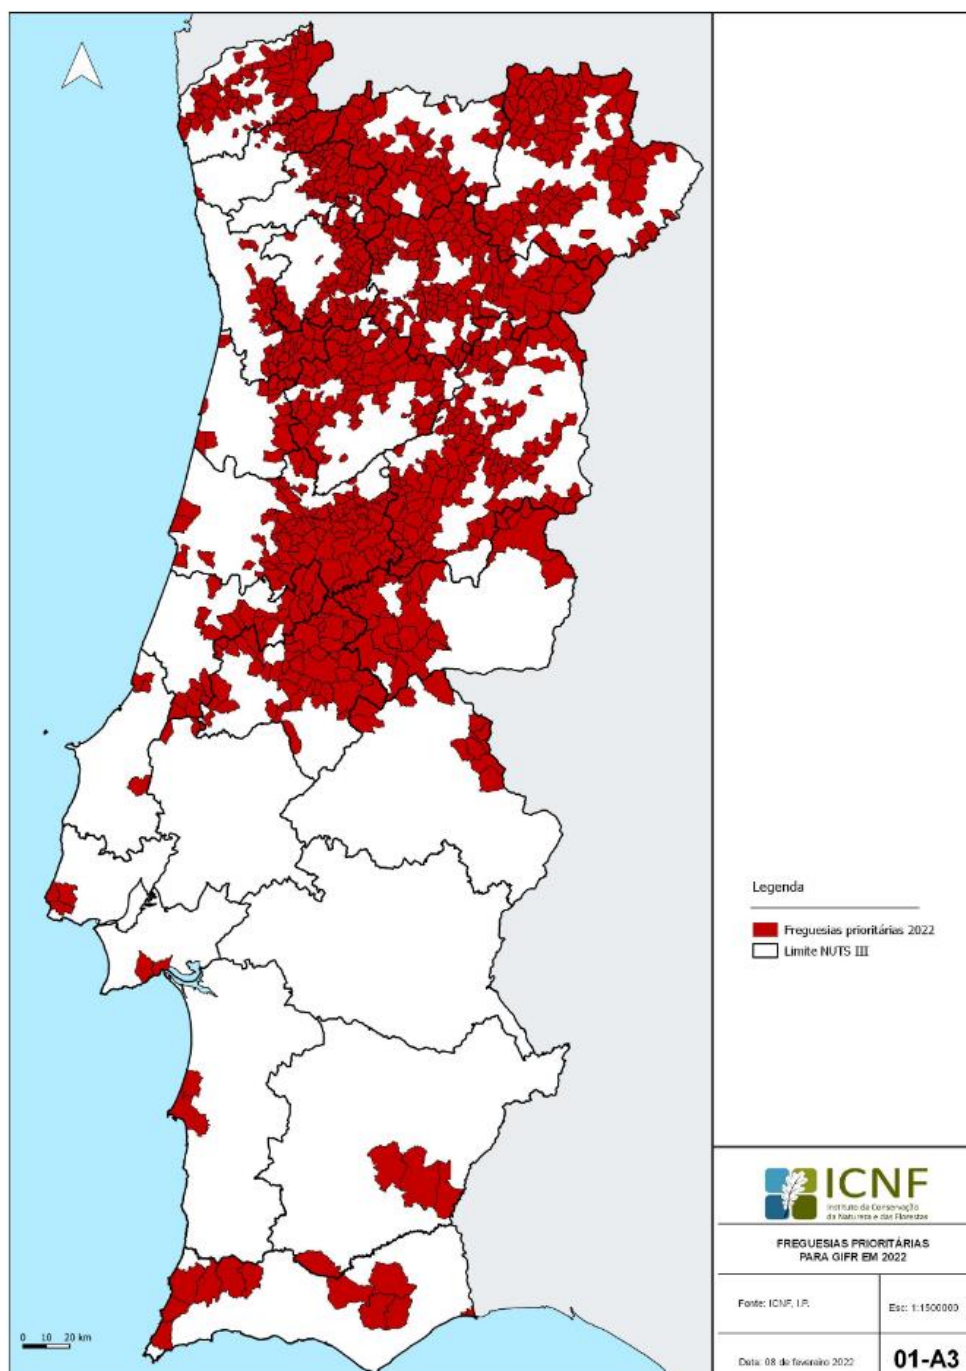 Legenda
Freguesias prioritárias 2022
Limite NUTS III
ICNF
Instituto da Conservação
da Natureza e das Florestas
FREGUESIAS PRIORITÁRIAS
PARA GIFR EM 2022
Fonte: ICNF, I.P.
Esc: 1:1500000
0 10 20 km
Data: 08 de fevereiro 2022
01-A3